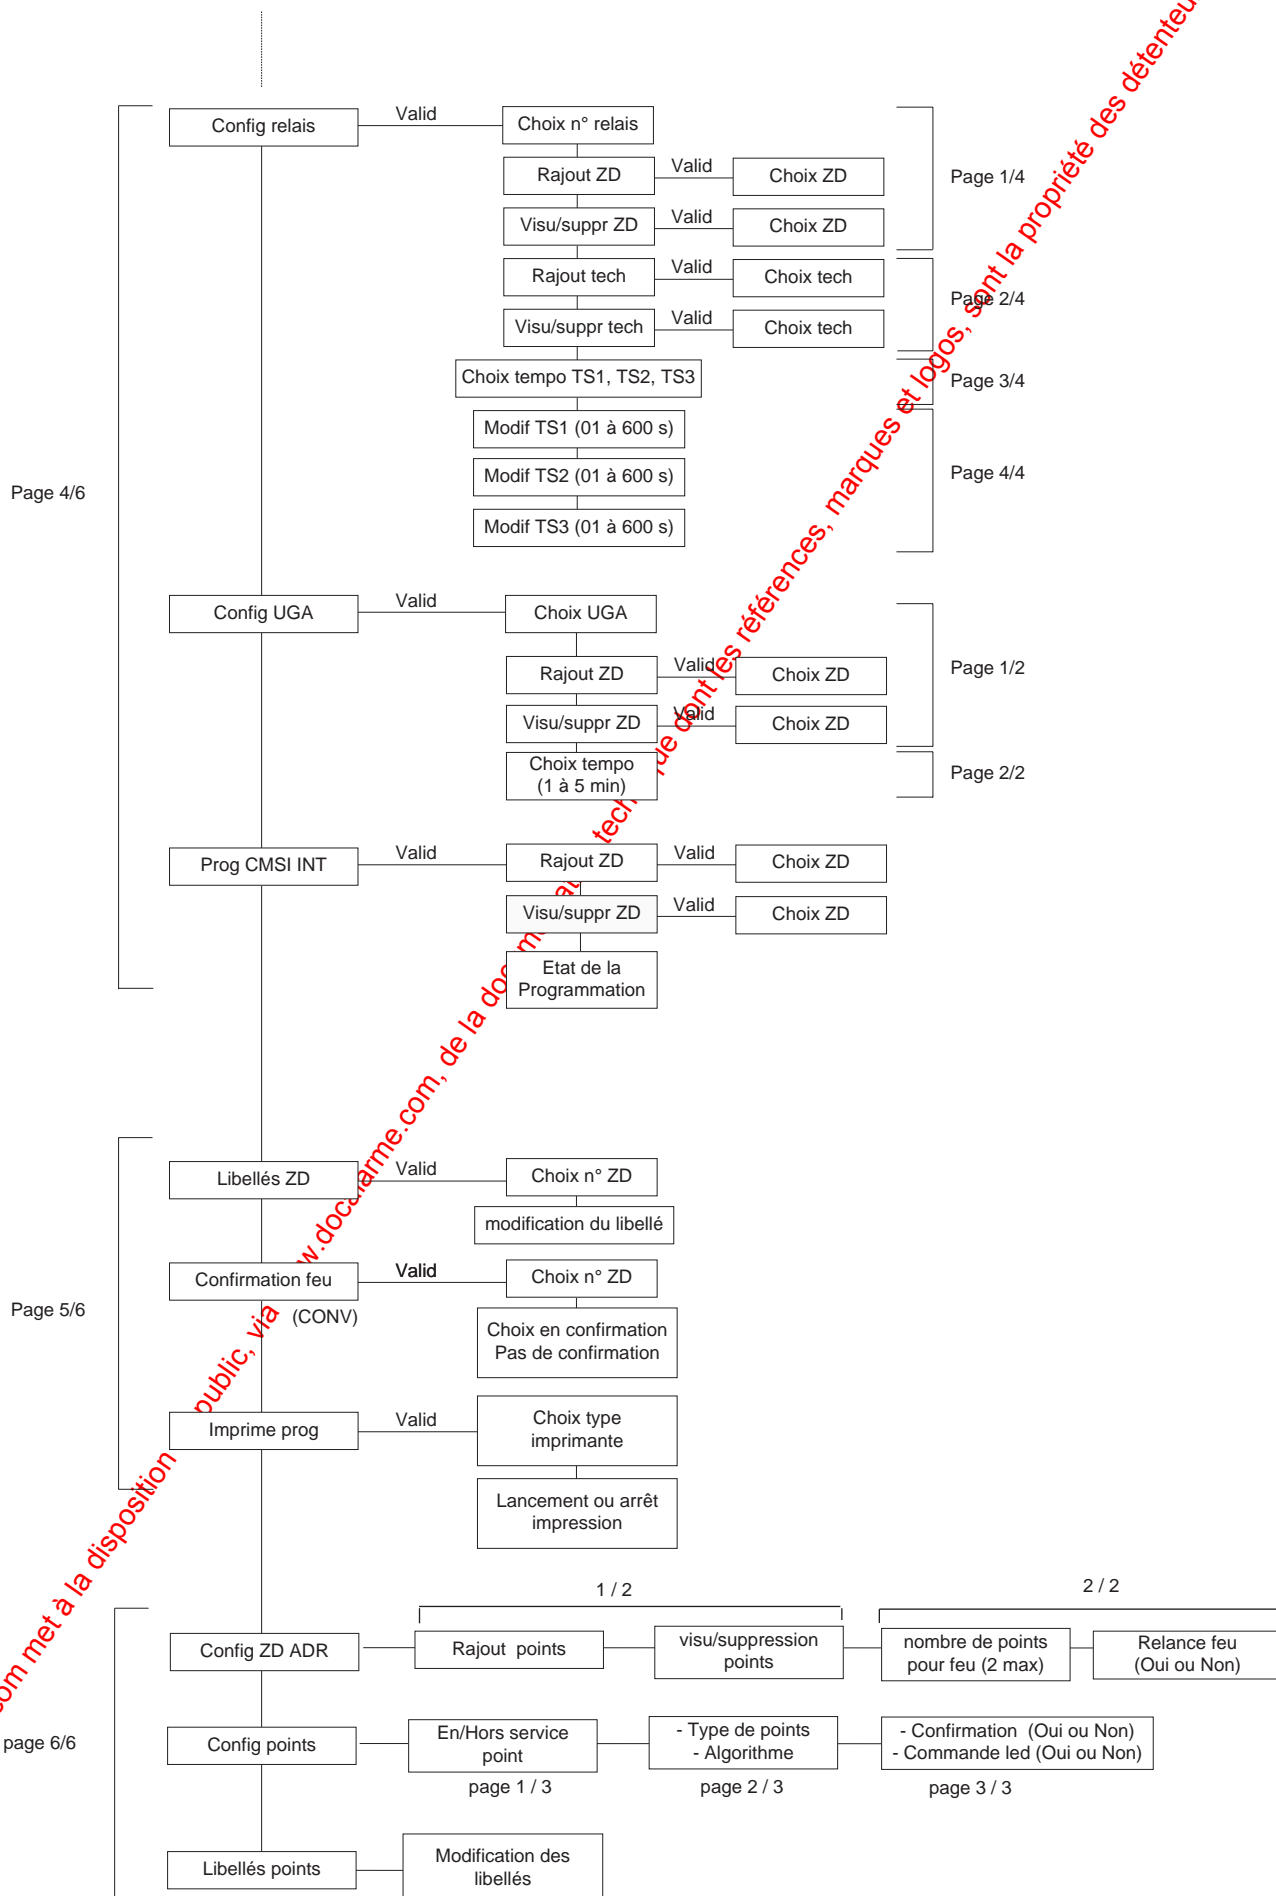 Config relais
Valid
Choix n° relais
Rajout ZD
Valid
Choix ZD
Page 1/4
Visu/suppr ZD
Valid
Choix ZD
Rajout tech
Valid
Choix tech
Page 2/4
Visu/suppr tech
Valid
Choix tech
Choix tempo TS1, TS2, TS3
Page 3/4
Modif TS1 (01 à 600 s)
Modif TS2 (01 à 600 s)
Page 4/4
Modif TS3 (01 à 600 s)
Page 4/6
Config UGA
Valid
Choix UGA
Rajout ZD
Valid
Choix ZD
Page 1/2
Visu/suppr ZD
Valid
Choix ZD
Choix tempo
(1 à 5 min)
Page 2/2
Prog CMSI INT
Valid
Rajout ZD
Valid
Choix ZD
Visu/suppr ZD
Valid
Choix ZD
Etat de la
Programmation
Libellés ZD
Valid
Choix n° ZD
modification du libellé
Confirmation feu
Valid
Choix n° ZD
(CONV)
Page 5/6
Choix en confirmation
Pas de confirmation
Imprime prog
Valid
Choix type
imprimante
Lancement ou arrêt
impression
1 / 2
2 / 2
Config ZD ADR
Rajout points
visu/suppression
points
nombre de points
pour feu (2 max)
Relance feu
(Oui ou Non)
page 6/6
Config points
En/Hors service
point
page 1 / 3
- Type de points
- Algorithme
page 2 / 3
- Confirmation (Oui ou Non)
- Commande led (Oui ou Non)
page 3 / 3
Libellés points
Modification des
libellés
met à la disposition public, via de la dont les références, marques et logos, sont la propriété des